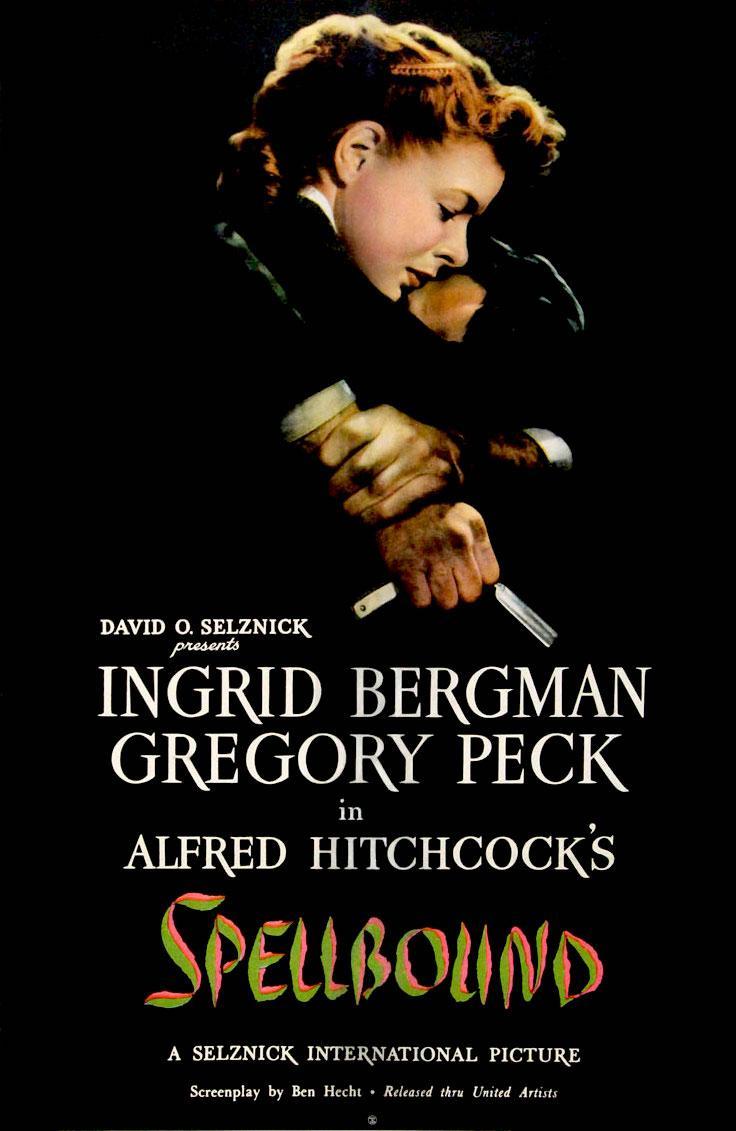 DAVID O. SELZNICK
presents
INGRID BERGMAN
GREGORY PECK
in
ALFRED HITCHCOCK'S
SPELLBOUND
A SELZNICK INTERNATIONAL PICTURE
Screenplay by Ben Hecht • Released thru United Artists